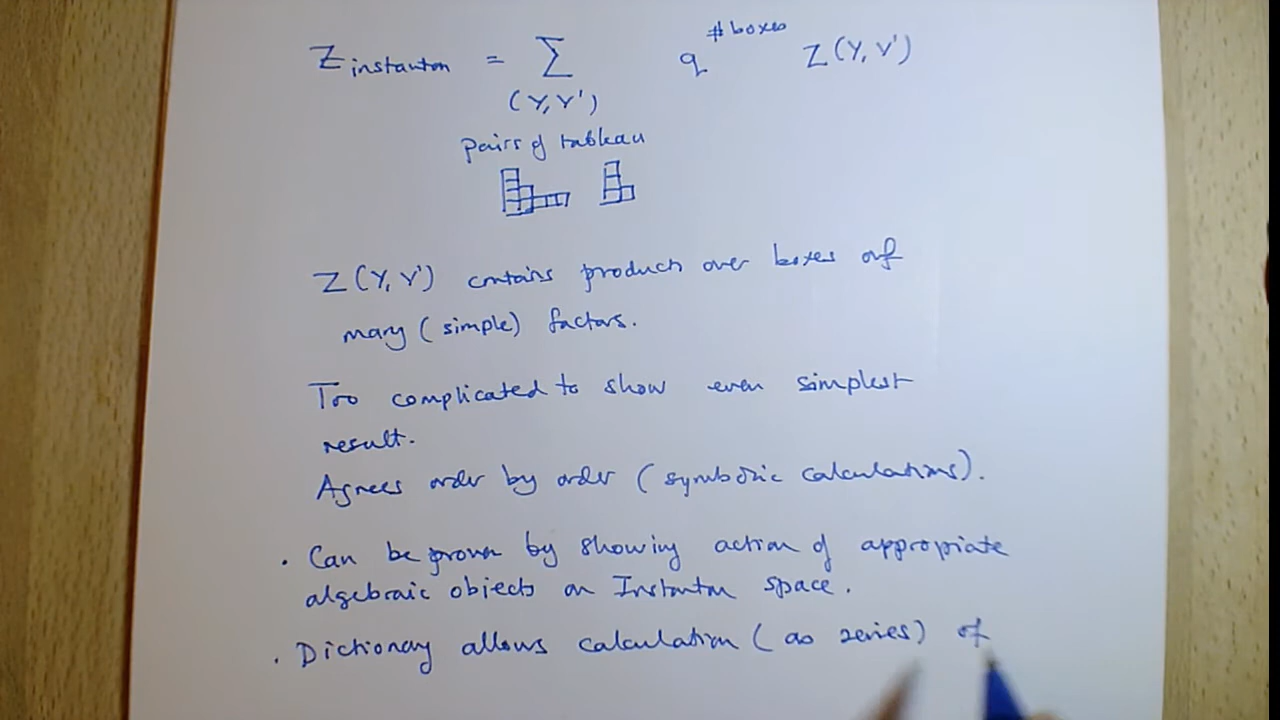 Z instanton = ∑ q # boxes Z(Y, Y')
(Y, Y')
pairs of tableau
Z(Y, Y') contains product over boxes of
many (simple) factors.
Too complicated to show even simplest
result.
Agrees order by order (symbolic calculations).
. Can be proven by showing action of appropriate
algebraic objects on Instanton space.
. Dictionary allows calculation (as series) of